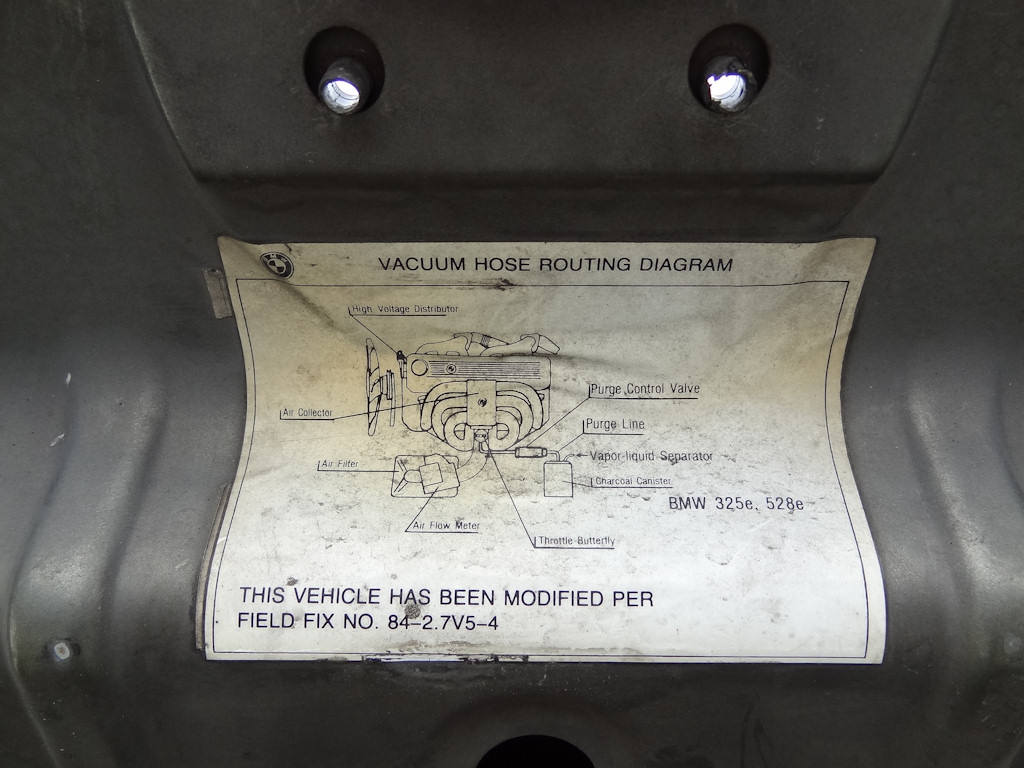 VACUUM HOSE ROUTING DIAGRAM
High Voltage Distributor
Purge Control Valve
Air Collector
Purge Line
Vapor-liquid Separator
Air Filter
Charcoal Canister
BMW 325e, 528e
Air Flow Meter
Throttle Butterfly
THIS VEHICLE HAS BEEN MODIFIED PER
FIELD FIX NO. 84-2.7V5-4